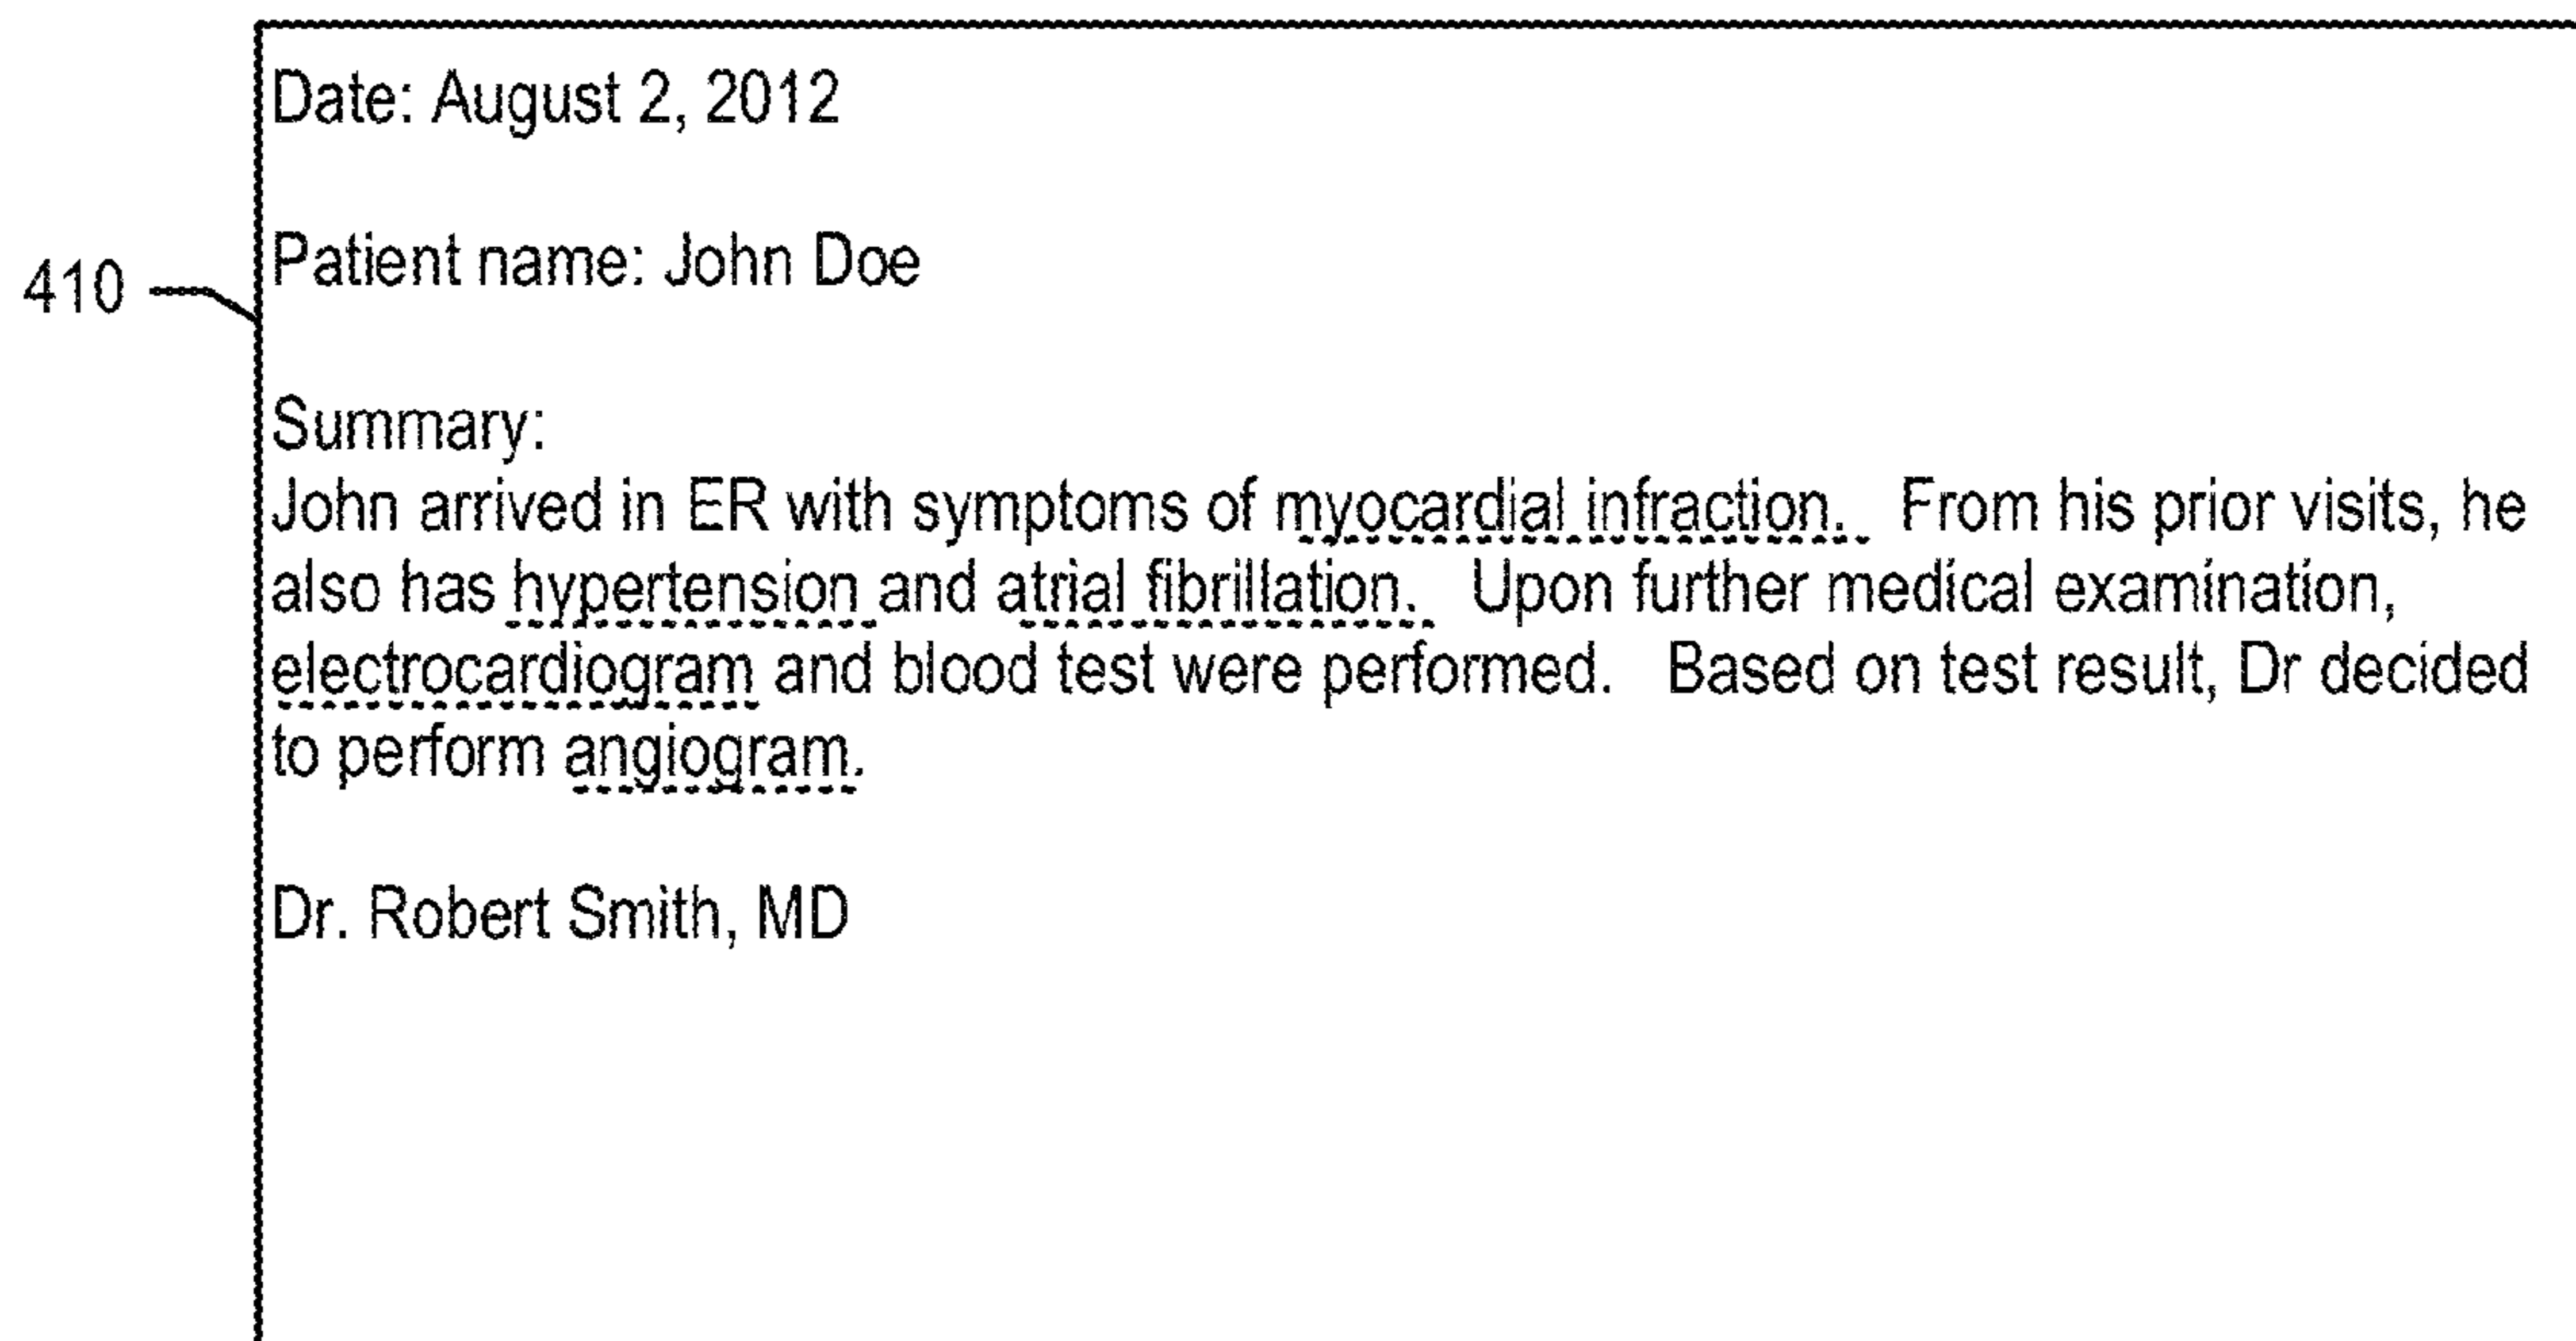 Date: August 2, 2012
Patient name: John Doe
410
Summary:
John arrived in ER with symptoms of myocardial infraction. From his prior visits, he
also has hypertension and atrial fibrillation. Upon further medical examination,
electrocardiogram and blood test were performed. Based on test result, Dr decided
to perform angiogram.
Dr. Robert Smith, MD